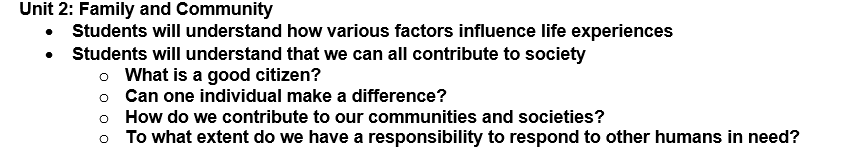 Unit 2: Family and Community
• Students will understand how various factors influence life experiences
• Students will understand that we can all contribute to society
o What is a good citizen?
o Can one individual make a difference?
o How do we contribute to our communities and societies?
o To what extent do we have a responsibility to respond to other humans in need?